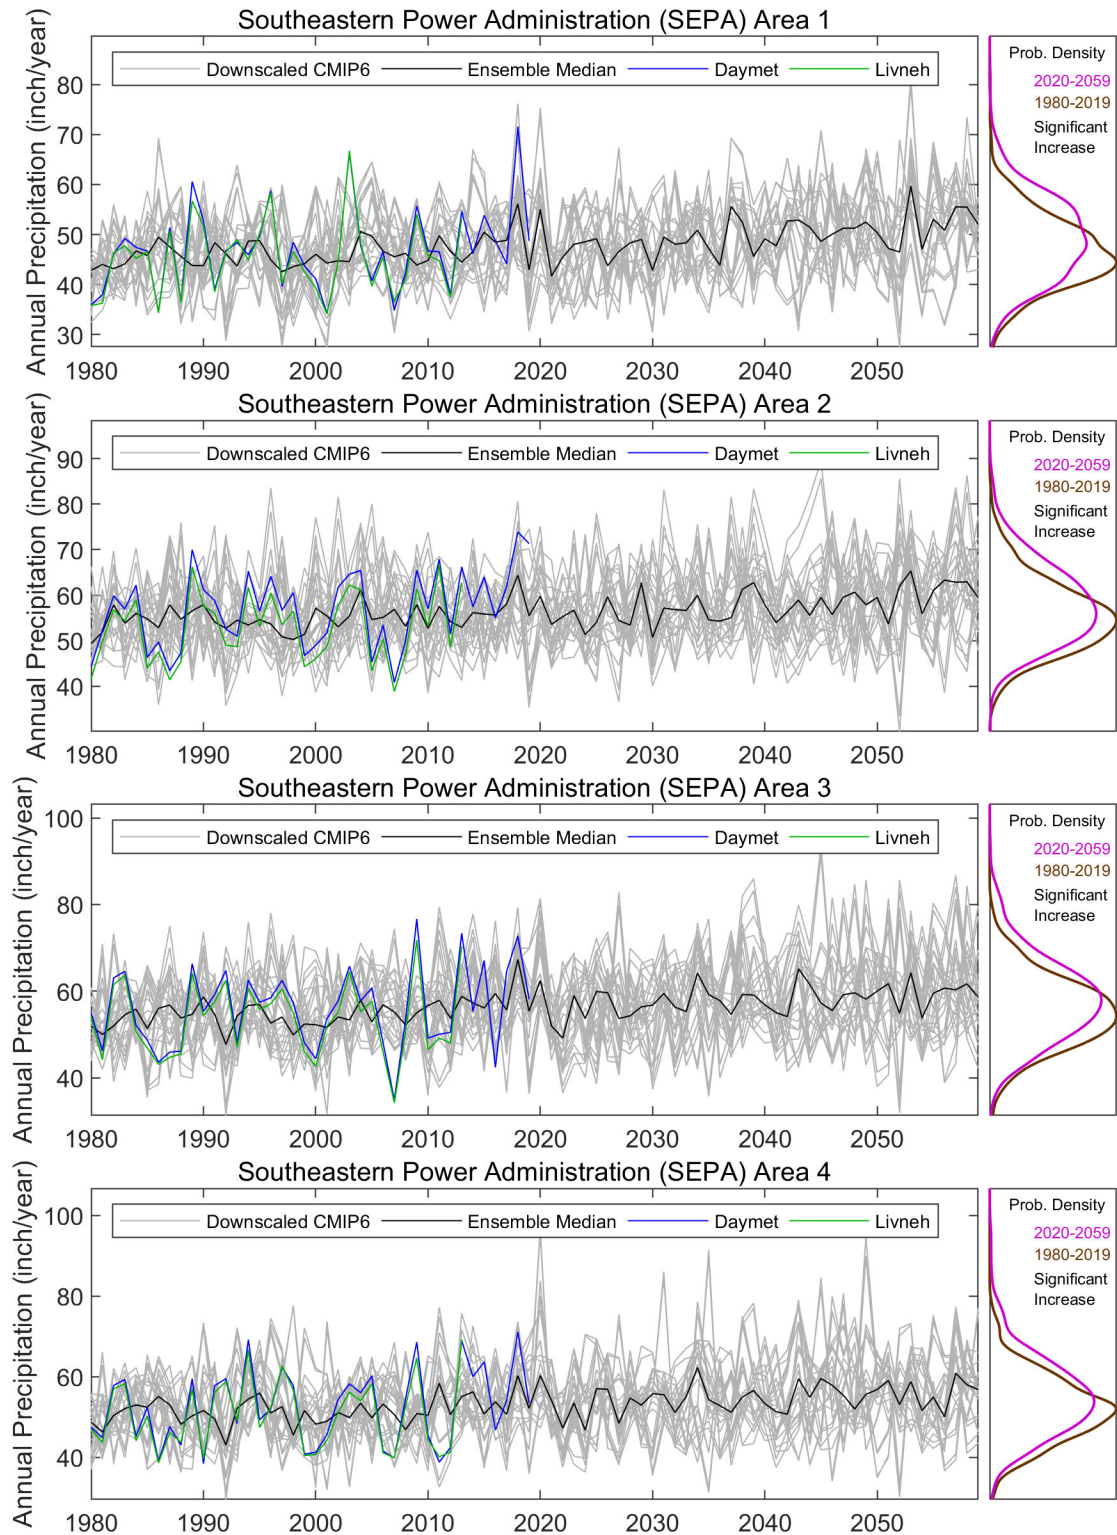 Southeastern Power Administration (SEPA) Area 1
Annual Precipitation (inch/year)
Downscaled CMIP6 Ensemble Median Daymet Livneh
Prob. Density
2020-2059
1980-2019
Significant
Increase
80
70
60
50
40
30
1980 1990 2000 2010 2020 2030 2040 2050
Southeastern Power Administration (SEPA) Area 2
Annual Precipitation (inch/year)
Downscaled CMIP6 Ensemble Median Daymet Livneh
Prob. Density
2020-2059
1980-2019
Significant
Increase
90
80
70
60
50
40
1980 1990 2000 2010 2020 2030 2040 2050
Southeastern Power Administration (SEPA) Area 3
Annual Precipitation (inch/year)
Downscaled CMIP6 Ensemble Median Daymet Livneh
Prob. Density
2020-2059
1980-2019
Significant
Increase
100
80
60
40
1980 1990 2000 2010 2020 2030 2040 2050
Southeastern Power Administration (SEPA) Area 4
Annual Precipitation (inch/year)
Downscaled CMIP6 Ensemble Median Daymet Livneh
Prob. Density
2020-2059
1980-2019
Significant
Increase
100
80
60
40
1980 1990 2000 2010 2020 2030 2040 2050